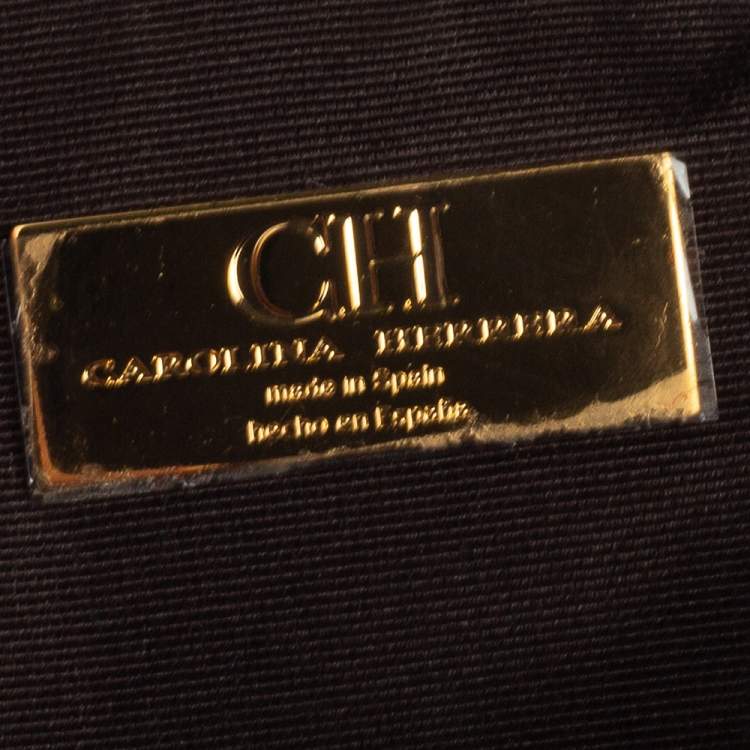 CH
CAROLINA HERRERA
made in Spain
hecho en España